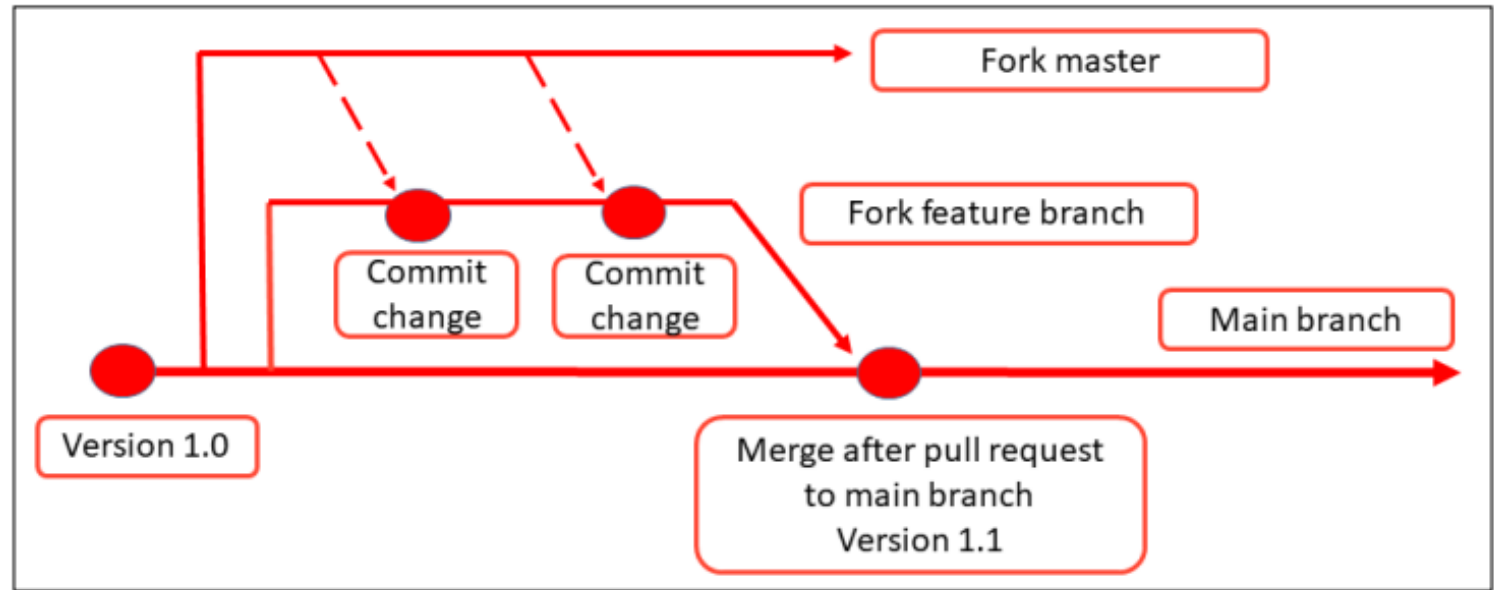 Fork master
Fork feature branch
Commit
change
Commit
change
Main branch
Version 1.0
Merge after pull request
to main branch
Version 1.1